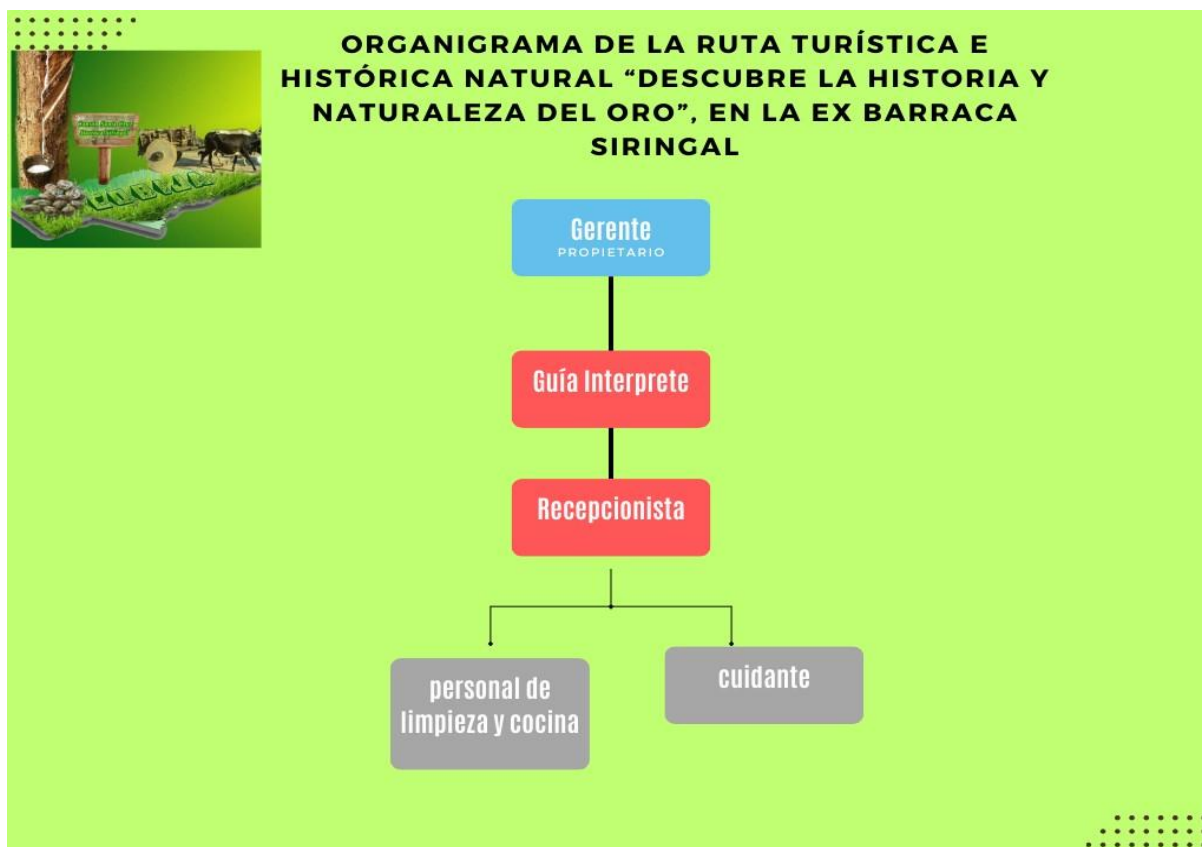 ORGANIGRAMA DE LA RUTA TURÍSTICA E
HISTÓRICA NATURAL “DESCUBRE LA HISTORIA Y
NATURALEZA DEL ORO”, EN LA EX BARRACA
SIRINGAL
Gerente
PROPIETARIO
Guía Interprete
Recepcionista
personal de
limpieza y cocina
cuidante